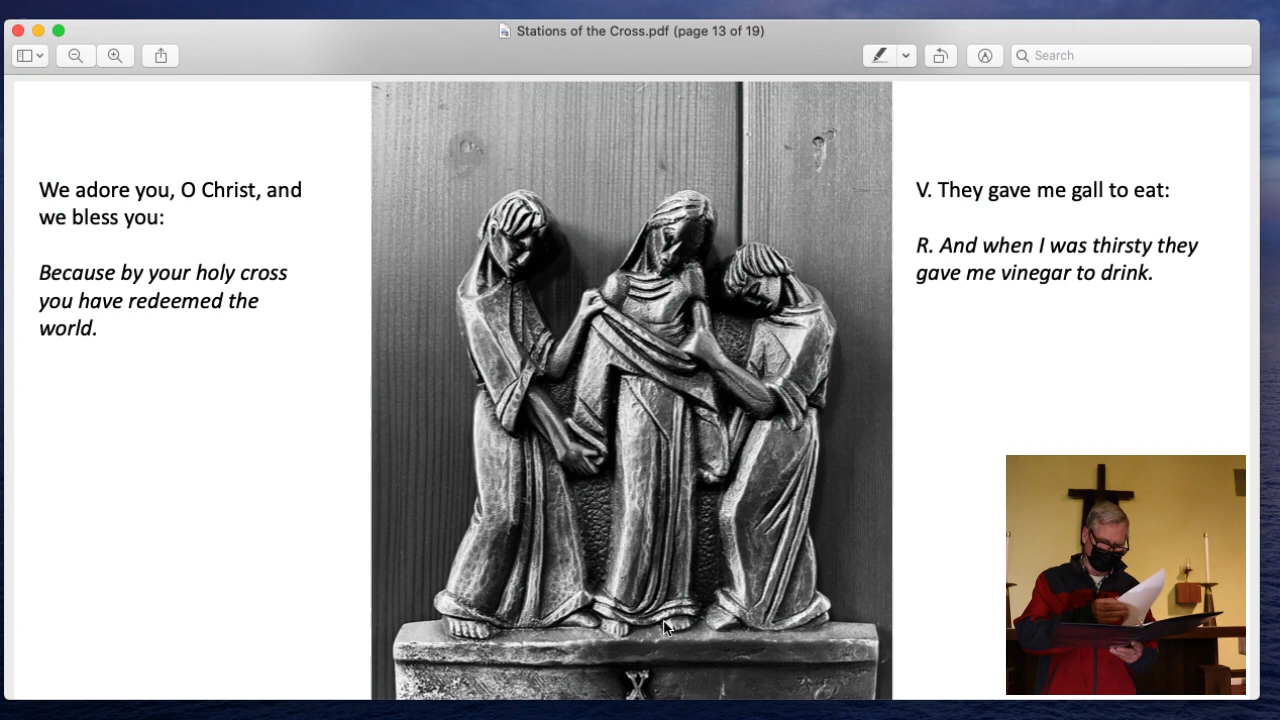 Stations of the Cross.pdf (page 13 of 19)
Search
We adore you, O Christ, and
we bless you:
Because by your holy cross
you have redeemed the
world.
V. They gave me gall to eat:
R. And when I was thirsty they
gave me vinegar to drink.
X